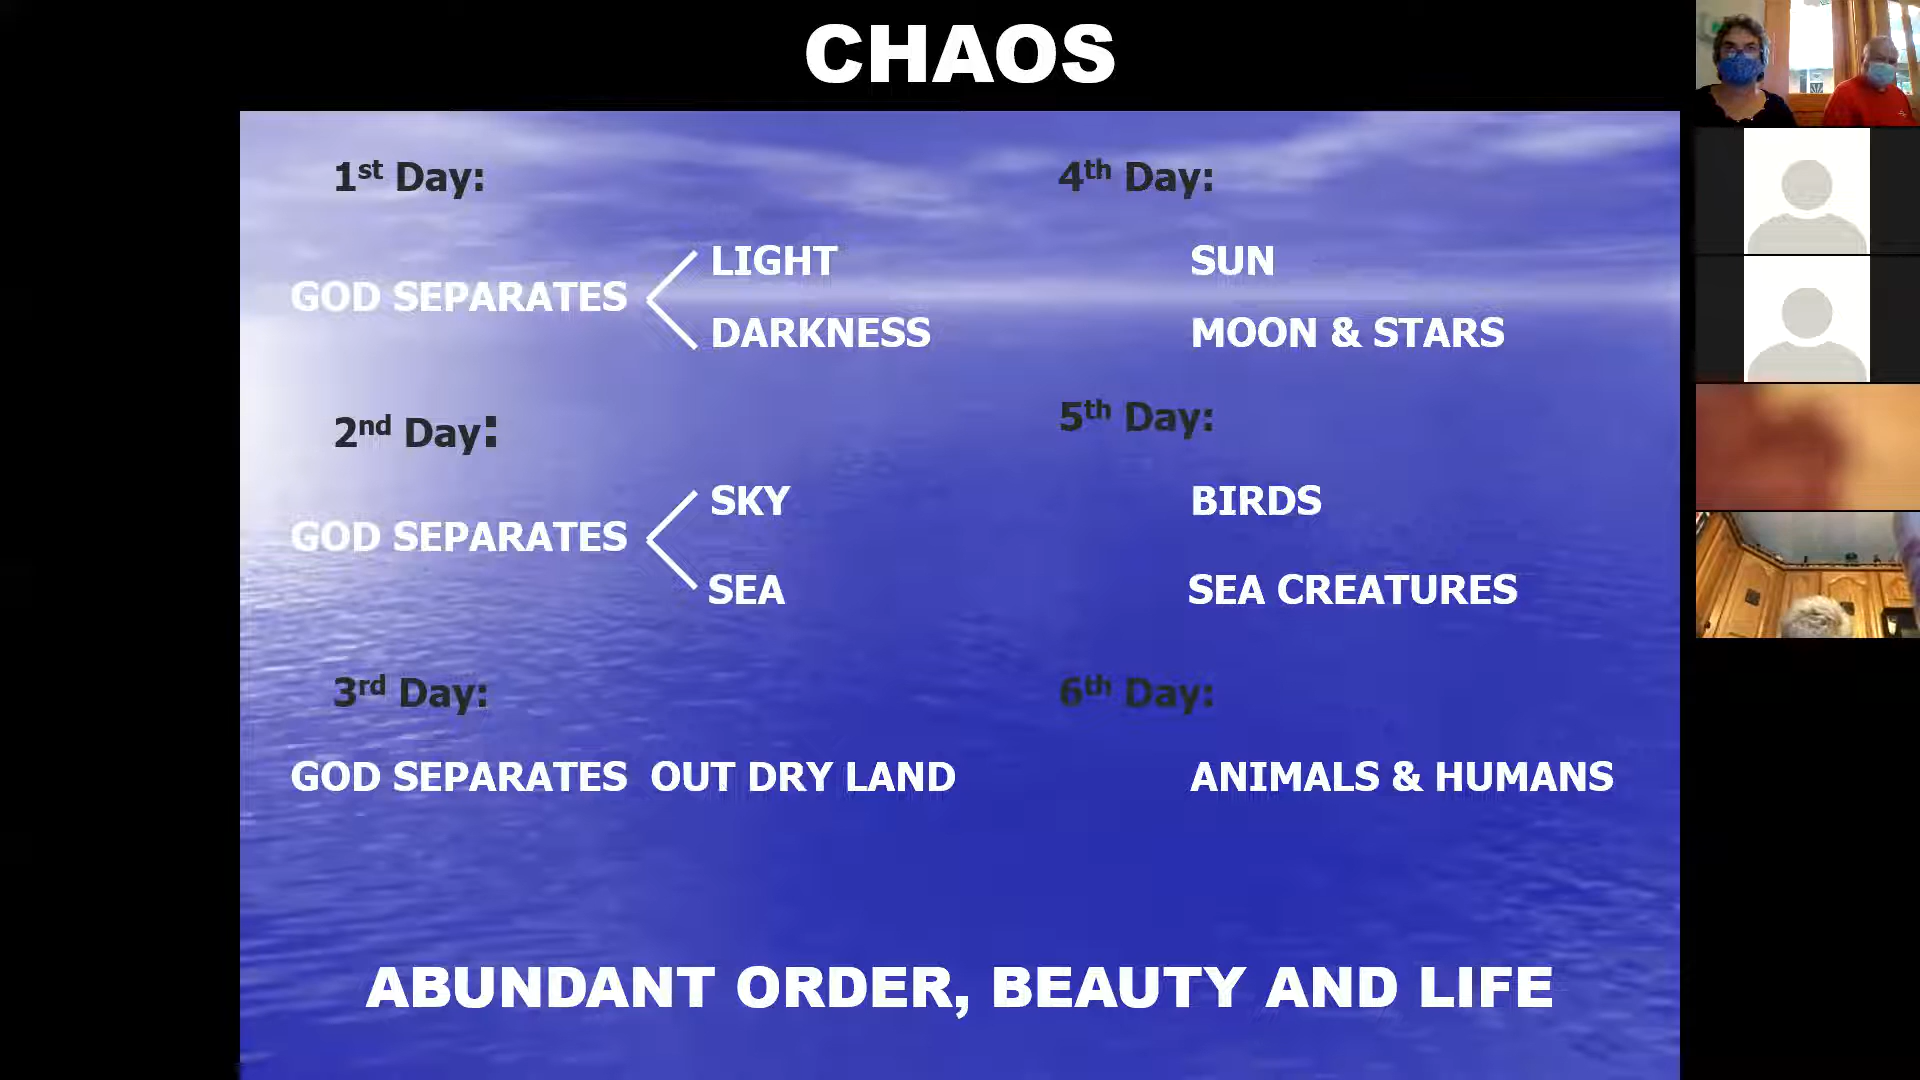 CHAOS
1st Day:
GOD SEPARATES
LIGHT
DARKNESS
2nd Day:
GOD SEPARATES
SKY
SEA
3rd Day:
GOD SEPARATES OUT DRY LAND
4th Day:
SUN
MOON & STARS
5th Day:
BIRDS
SEA CREATURES
6th Day:
ANIMALS & HUMANS
ABUNDANT ORDER, BEAUTY AND LIFE